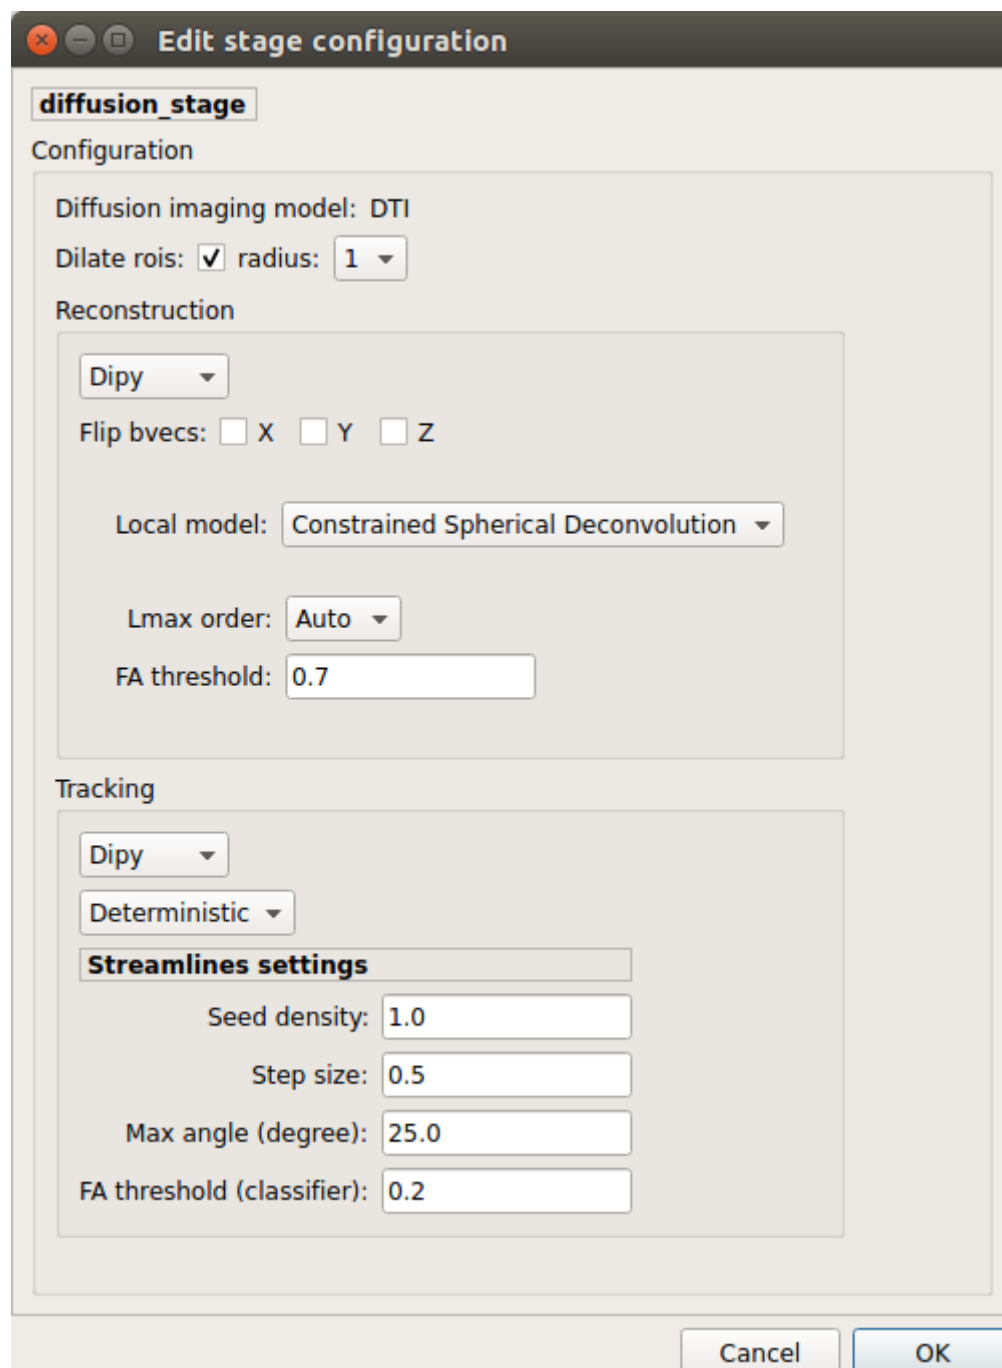 Edit stage configuration
diffusion_stage
Configuration
Diffusion imaging model: DTI
Dilate rois: radius: 1
Reconstruction
Dipy
Flip bvecs: X Y Z
Local model: Constrained Spherical Deconvolution
Lmax order: Auto
FA threshold: 0.7
Tracking
Dipy
Deterministic
Streamlines settings
Seed density: 1.0
Step size: 0.5
Max angle (degree): 25.0
FA threshold (classifier): 0.2
Cancel OK